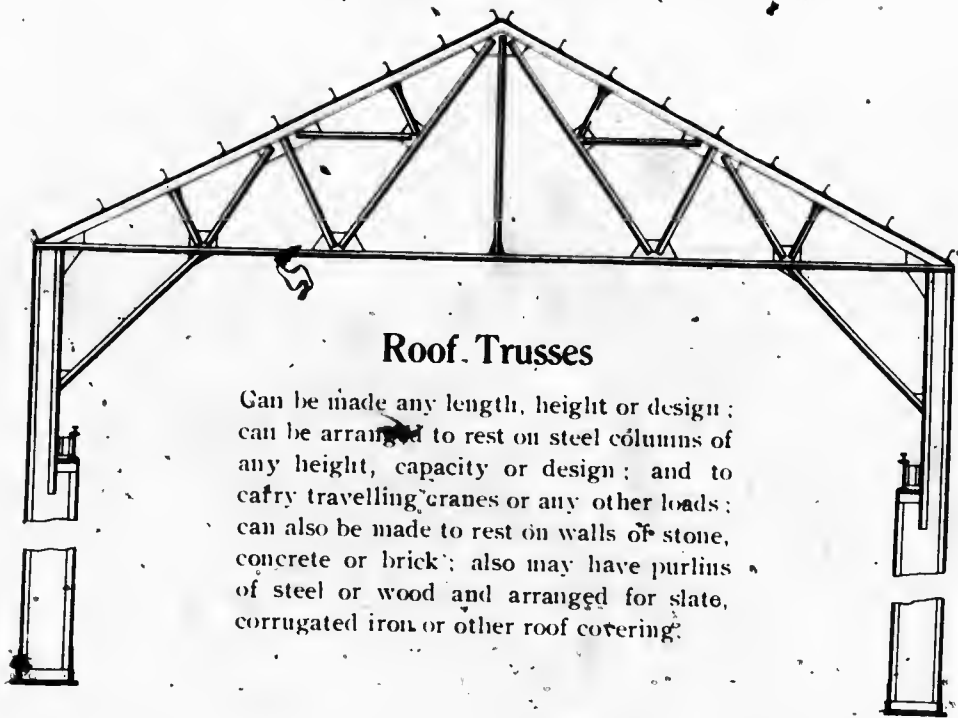 Roof Trusses
Can be made any length, height or design ;
can be arranged to rest on steel columns of
any height, capacity or design ; and to
carry travelling cranes or any other loads ;
can also be made to rest on walls of stone,
concrete or brick ; also may have purlins
of steel or wood and arranged for slate,
corrugated iron or other roof covering.